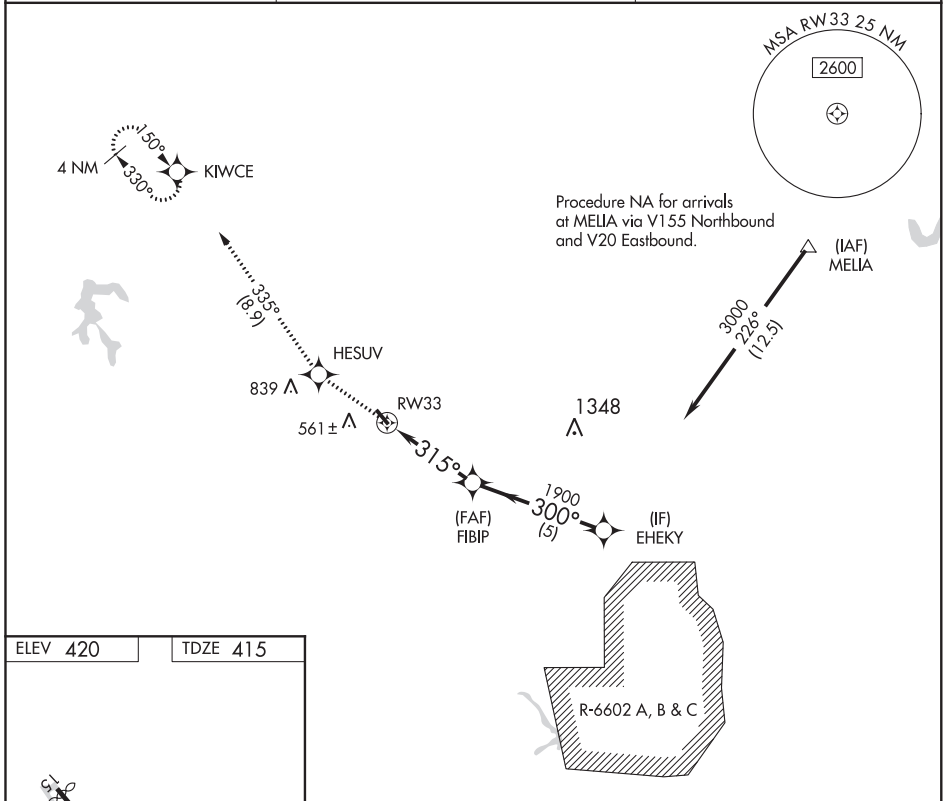 MSA RW33 25 NM
2600
150°
4 NM
330°
KIWCE
Procedure NA for arrivals
at MELIA via V155 Northbound
and V20 Eastbound.
(IAF)
MELIA
3000
226°
(12.5)
335°
(8.9)
HESUV
839
RW33
561±
1348
315°
1900
300°
(5)
(FAF)
FIBIP
(IF)
EHEKY
R-6602 A, B & C
ELEV 420
TDZE 415
15